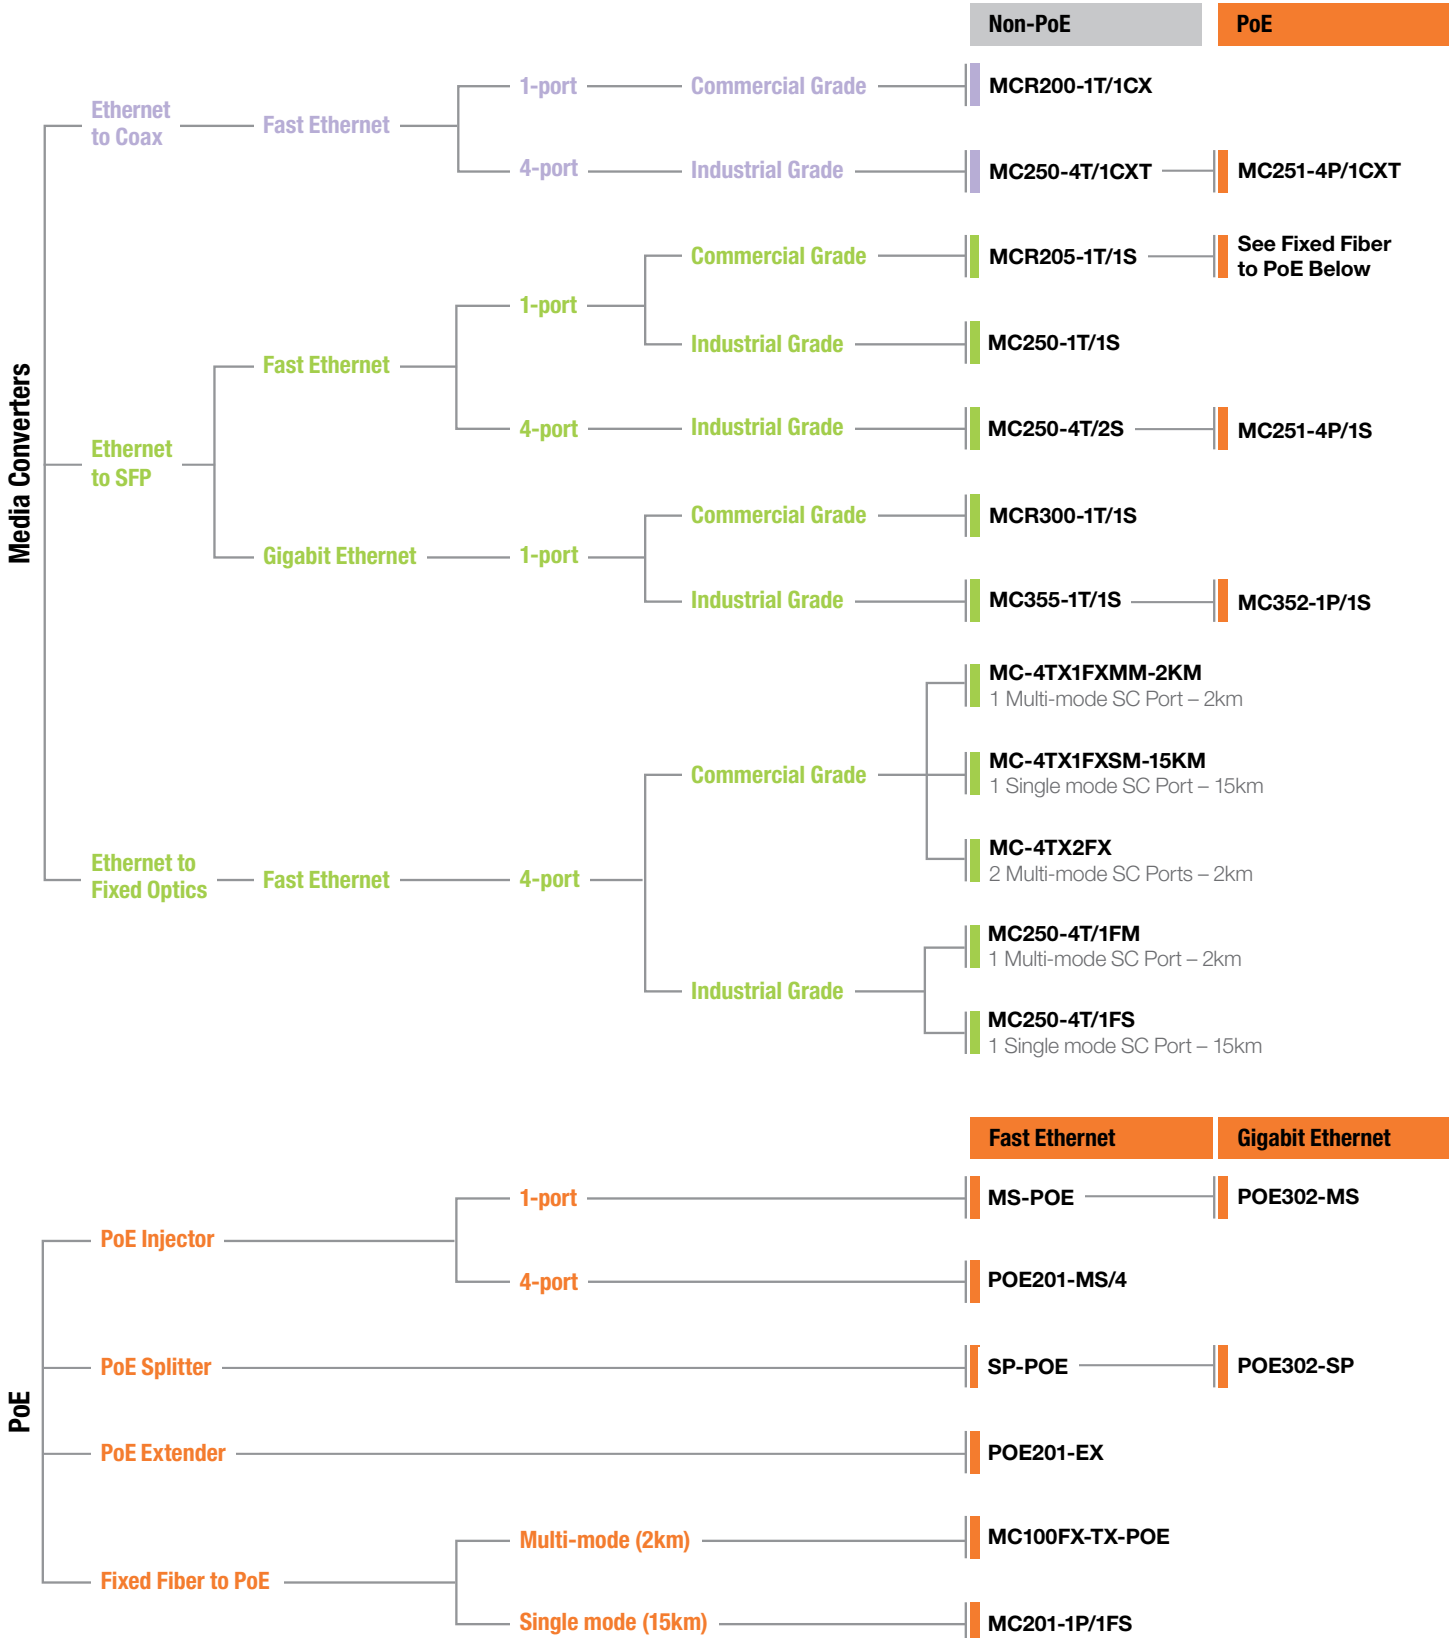 Non-PoE
PoE
Media Converters
Ethernet
to Coax
Fast Ethernet
1-port
Commercial Grade
MCR200-1T/1CX
4-port
Industrial Grade
MC250-4T/1CXT
MC251-4P/1CXT
Ethernet
to SFP
Fast Ethernet
1-port
Commercial Grade
MCR205-1T/1S
See Fixed Fiber
to PoE Below
Industrial Grade
MC250-1T/1S
4-port
Industrial Grade
MC250-4T/2S
MC251-4P/1S
Gigabit Ethernet
1-port
Commercial Grade
MCR300-1T/1S
Industrial Grade
MC355-1T/1S
MC352-1P/1S
Ethernet to
Fixed Optics
Fast Ethernet
4-port
Commercial Grade
MC-4TX1FXMM-2KM
1 Multi-mode SC Port – 2km
MC-4TX1FXSM-15KM
1 Single mode SC Port – 15km
MC-4TX2FX
2 Multi-mode SC Ports – 2km
Industrial Grade
MC250-4T/1FM
1 Multi-mode SC Port – 2km
MC250-4T/1FS
1 Single mode SC Port – 15km
Fast Ethernet
Gigabit Ethernet
PoE
PoE Injector
1-port
MS-POE
POE302-MS
4-port
POE201-MS/4
PoE Splitter
SP-POE
POE302-SP
PoE Extender
POE201-EX
Fixed Fiber to PoE
Multi-mode (2km)
MC100FX-TX-POE
Single mode (15km)
MC201-1P/1FS